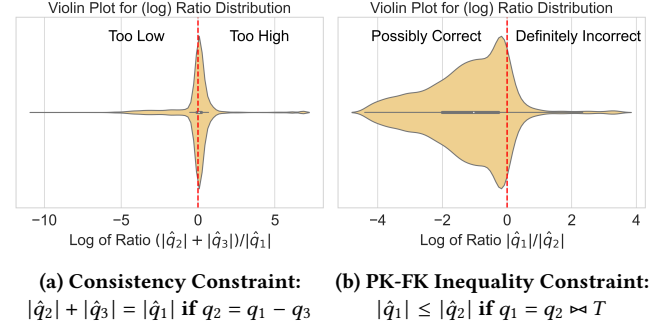 Violin Plot for (log) Ratio Distribution
Too Low Too High
−10 −5 0 5
Log of Ratio (|q̂₂| + |q̂₃|)/|q̂₁|
(a) Consistency Constraint:
|q̂₂| + |q̂₃| = |q̂₁| if q₂ = q₁ − q₃
Violin Plot for (log) Ratio Distribution
Possibly Correct Definitely Incorrect
−4 −2 0 2 4
Log of Ratio |q̂₁|/|q̂₂|
(b) PK-FK Inequality Constraint:
|q̂₁| ≤ |q̂₂| if q₁ = q₂ ⋈ T